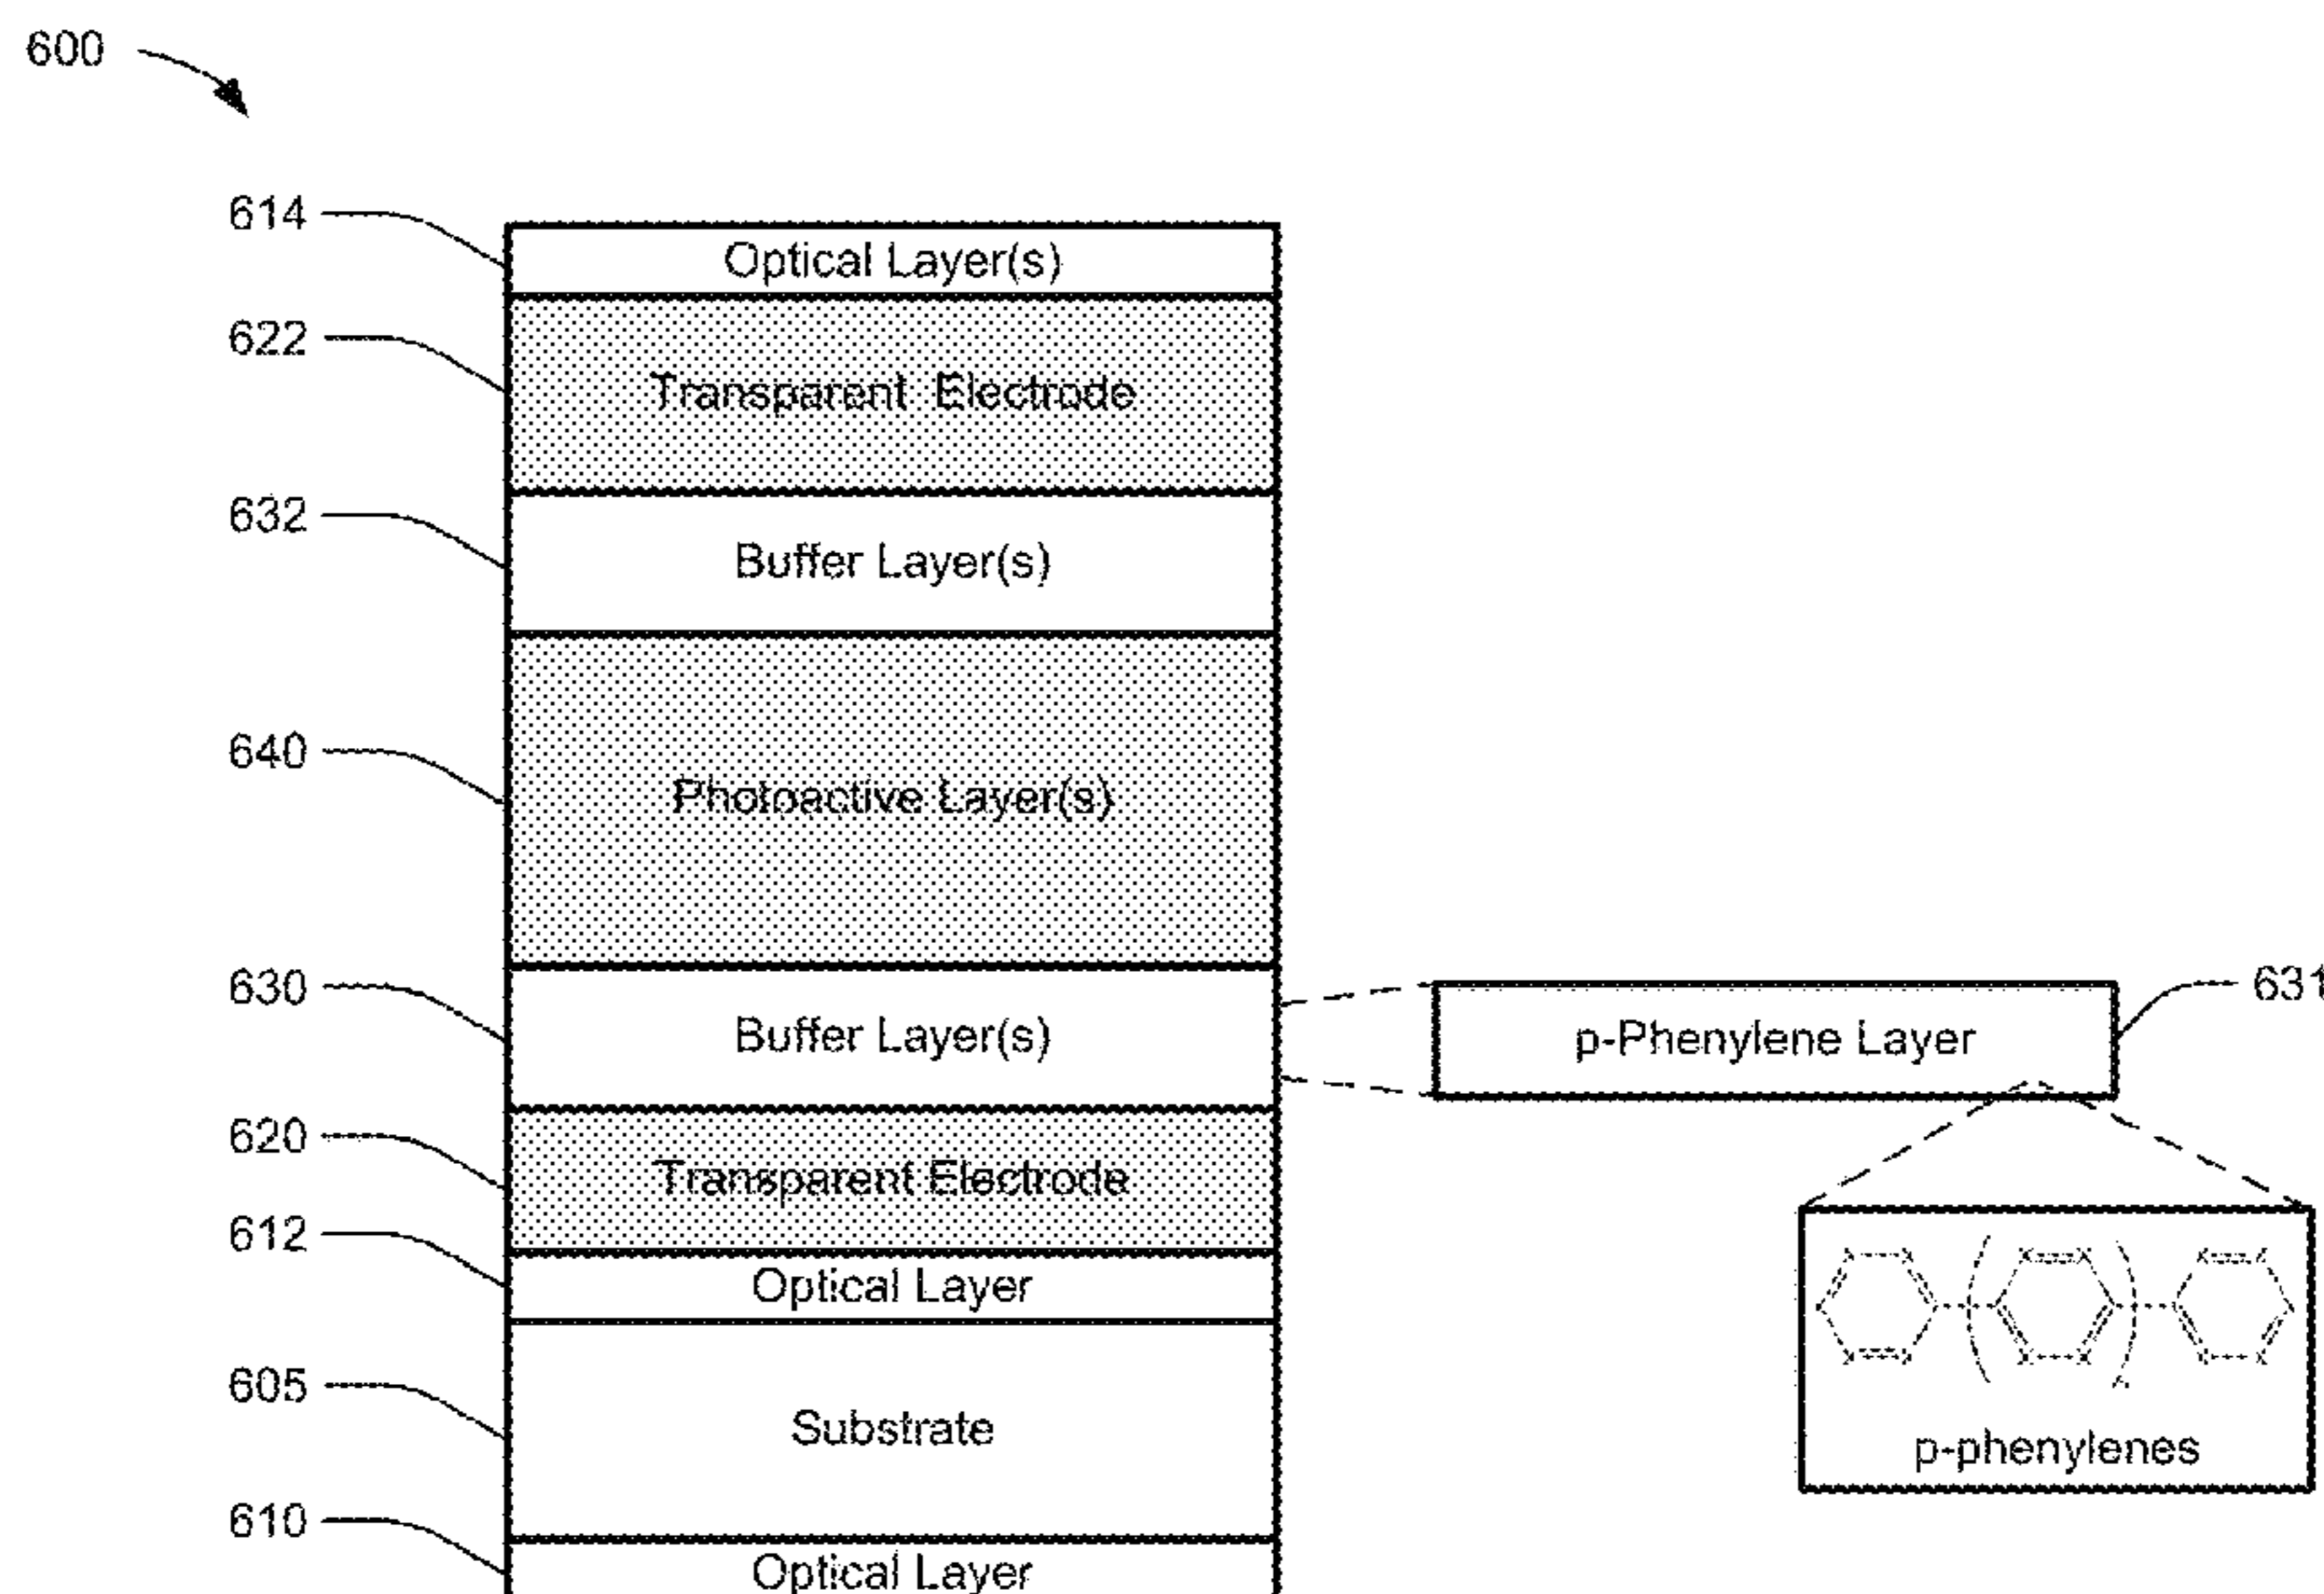 600
614
Optical Layer(s)
622
Transparent Electrode
632
Buffer Layer(s)
640
Photoactive Layer(s)
630
Buffer Layer(s)
p-Phenylene Layer
631
620
Transparent Electrode
612
Optical Layer
605
Substrate
p-phenylenes
610
Optical Layer